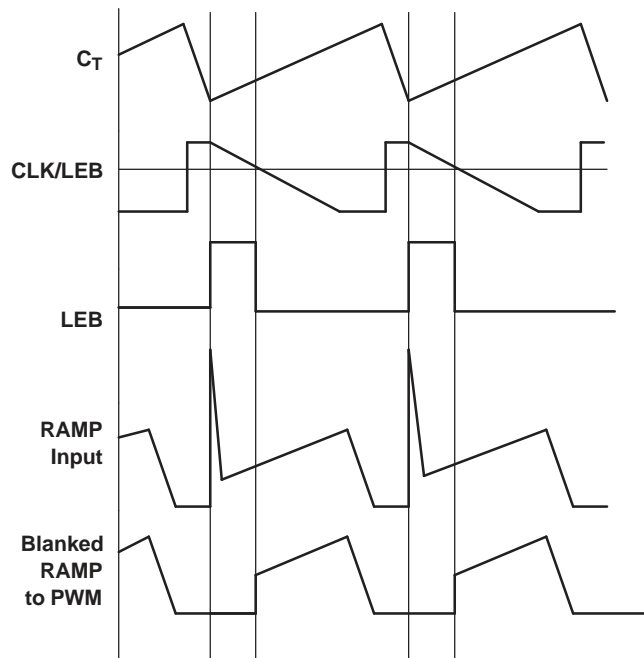 C_T
CLK/LEB
LEB
RAMP
Input
Blanked
RAMP
to PWM